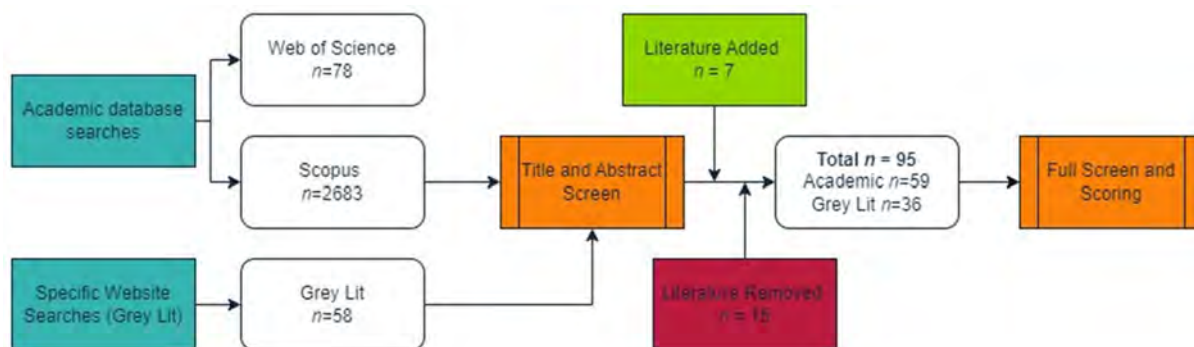 Web of Science
n=78
Literature Added
n = 7
Academic database
searches
Scopus
n=2683
Title and Abstract
Screen
Total n = 95
Academic n=59
Grey Lit n=36
Full Screen and
Scoring
Specific Website
Searches (Grey Lit)
Grey Lit
n=58
Literature Removed
n = 15